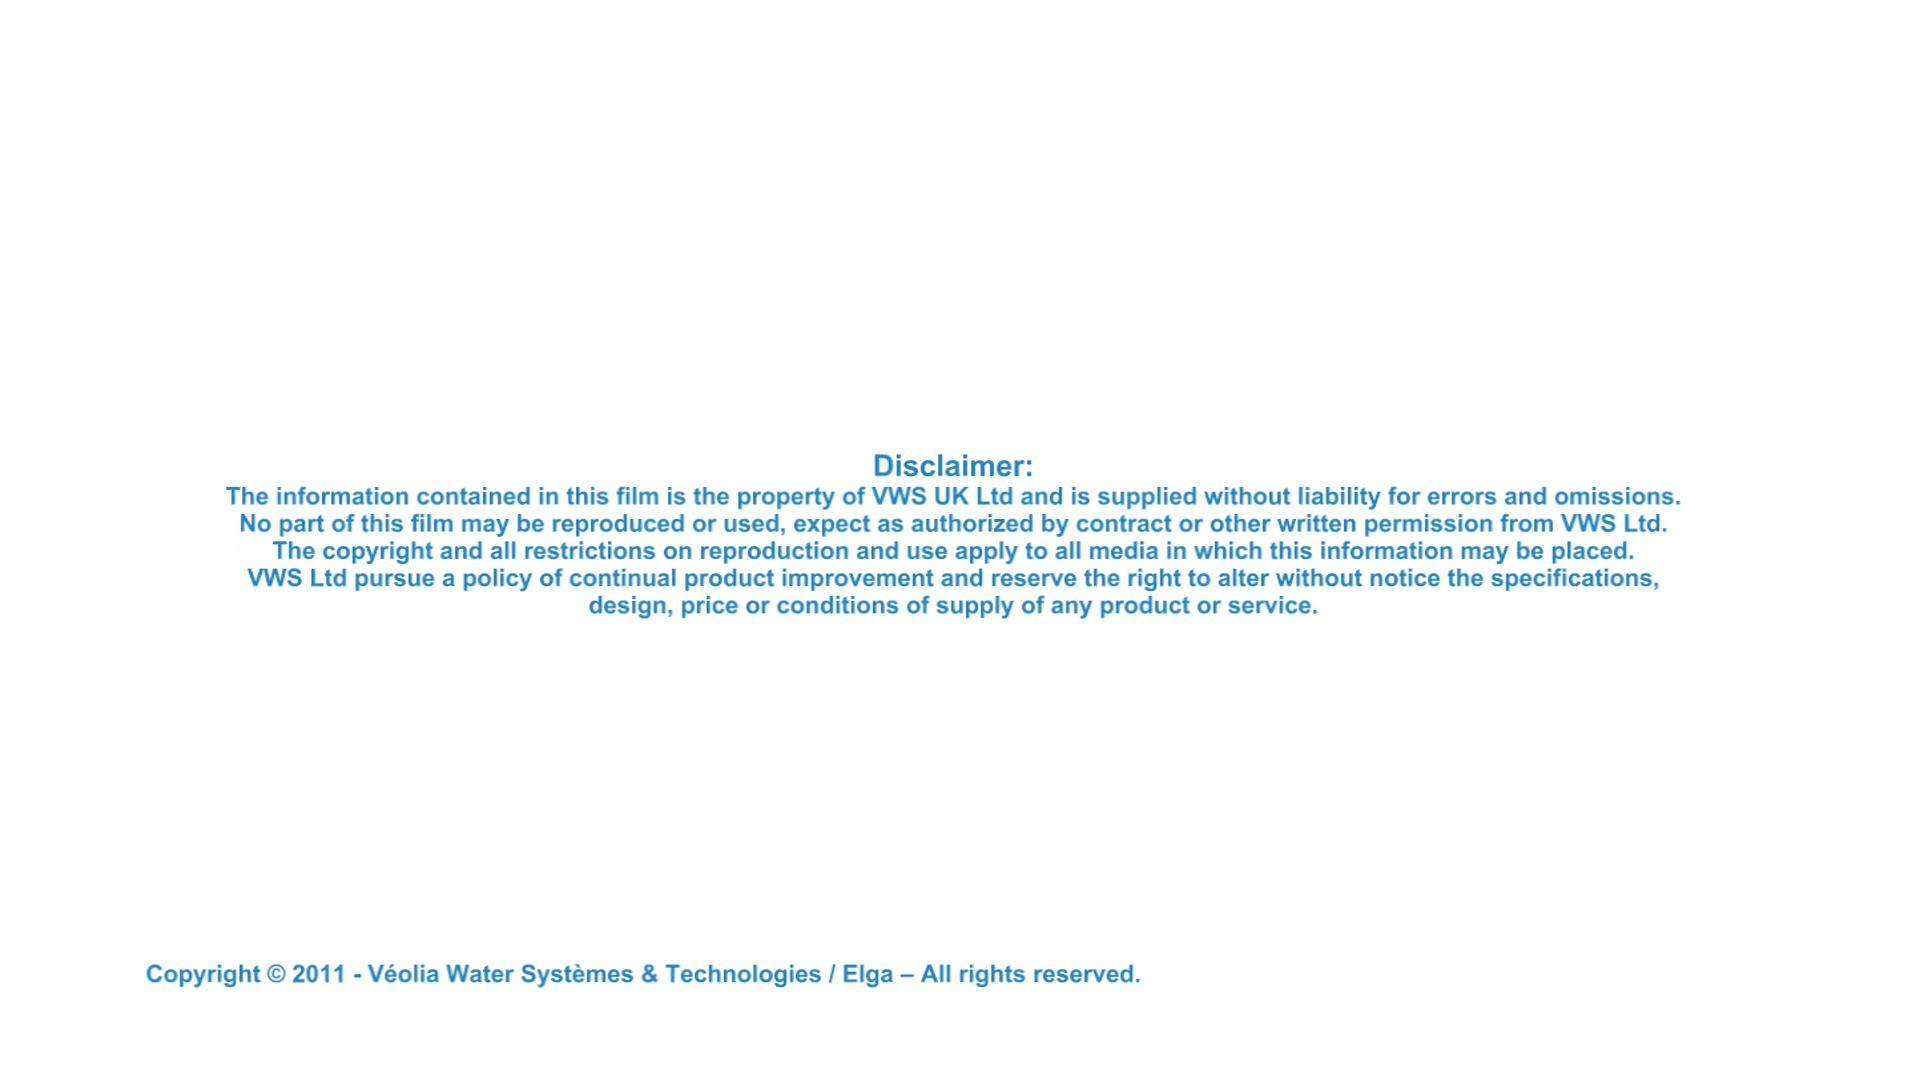 Disclaimer:
The information contained in this film is the property of VWS UK Ltd and is supplied without liability for errors and omissions.
No part of this film may be reproduced or used, expect as authorized by contract or other written permission from VWS Ltd.
The copyright and all restrictions on reproduction and use apply to all media in which this information may be placed.
VWS Ltd pursue a policy of continual product improvement and reserve the right to alter without notice the specifications,
design, price or conditions of supply of any product or service.
Copyright © 2011 - Véolia Water Systèmes & Technologies / Elga – All rights reserved.